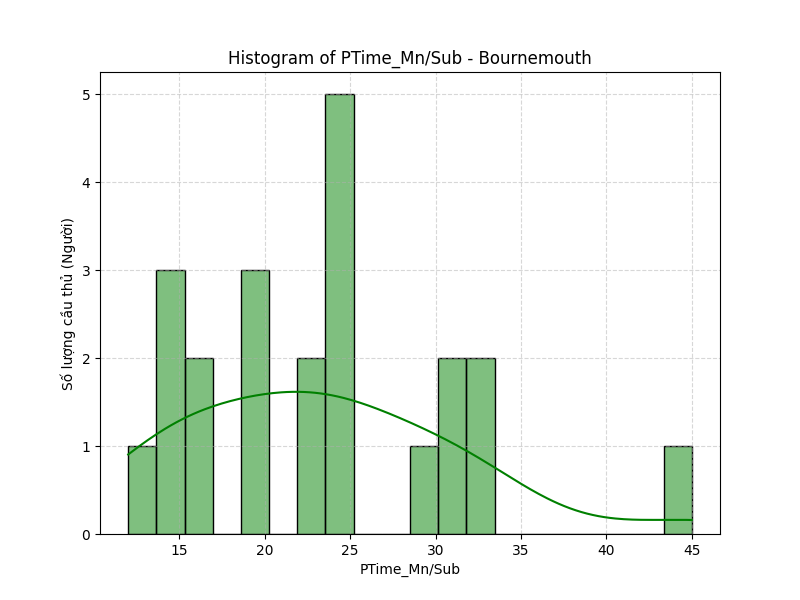 Histogram of PTime_Mn/Sub - Bournemouth
Số lượng cầu thủ (Người)
5
4
3
2
1
0
15 20 25 30 35 40 45
PTime_Mn/Sub